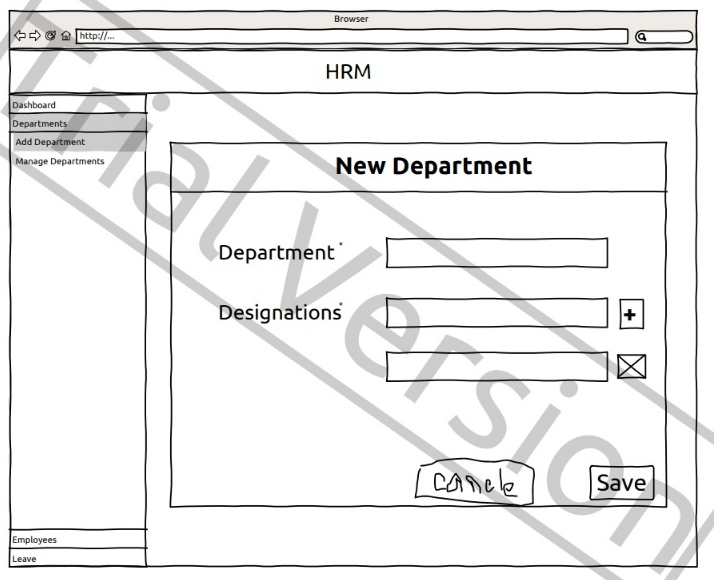 Browser
http://...
HRM
Dashboard
Departments
Add Department
Manage Departments
New Department
Department *
Designations*
+
cancle
Save
Employees
Leave
Trial Version